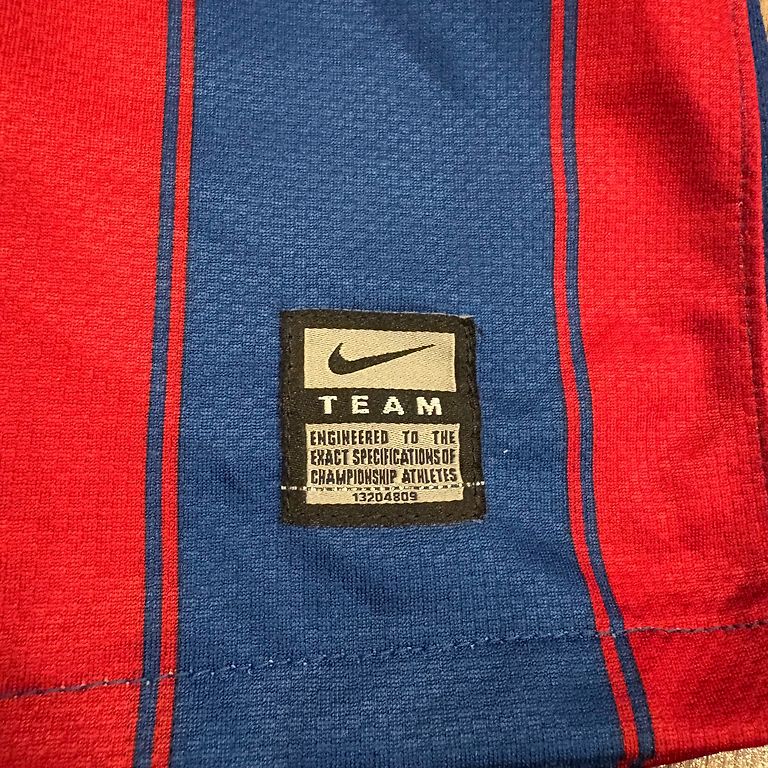 TEAM
ENGINEERED TO THE
EXACT SPECIFICATIONS OF
CHAMPIONSHIP ATHLETES
13204809